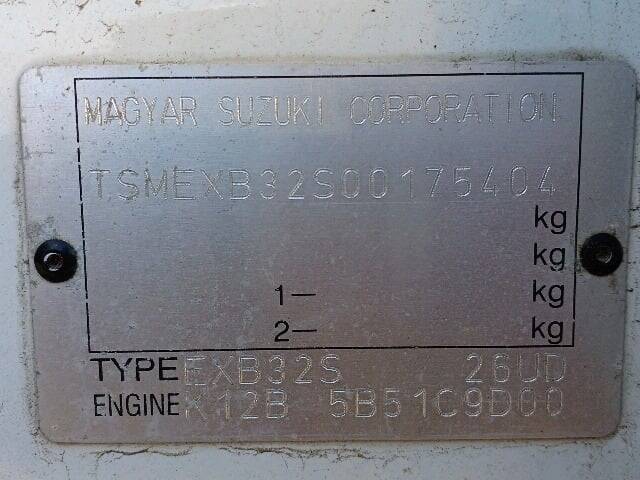 MAGYAR SUZUKI CORPORATION
TSMEXB32S00175404
kg
kg
1— kg
2— kg
TYPE EXB32S 26UD
ENGINE K12B 5B51C9D00